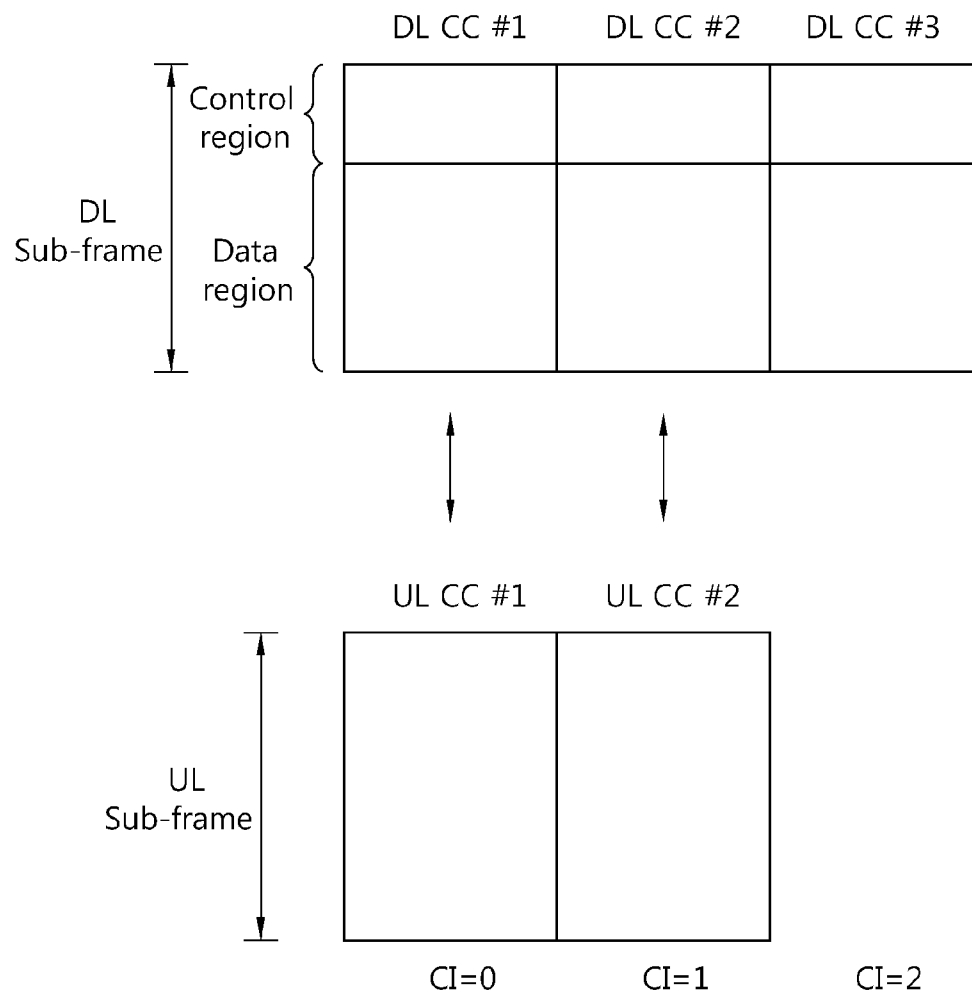 DL CC #1 DL CC #2 DL CC #3
Control
region
DL
Sub-frame
Data
region
UL CC #1 UL CC #2
UL
Sub-frame
CI=0 CI=1 CI=2